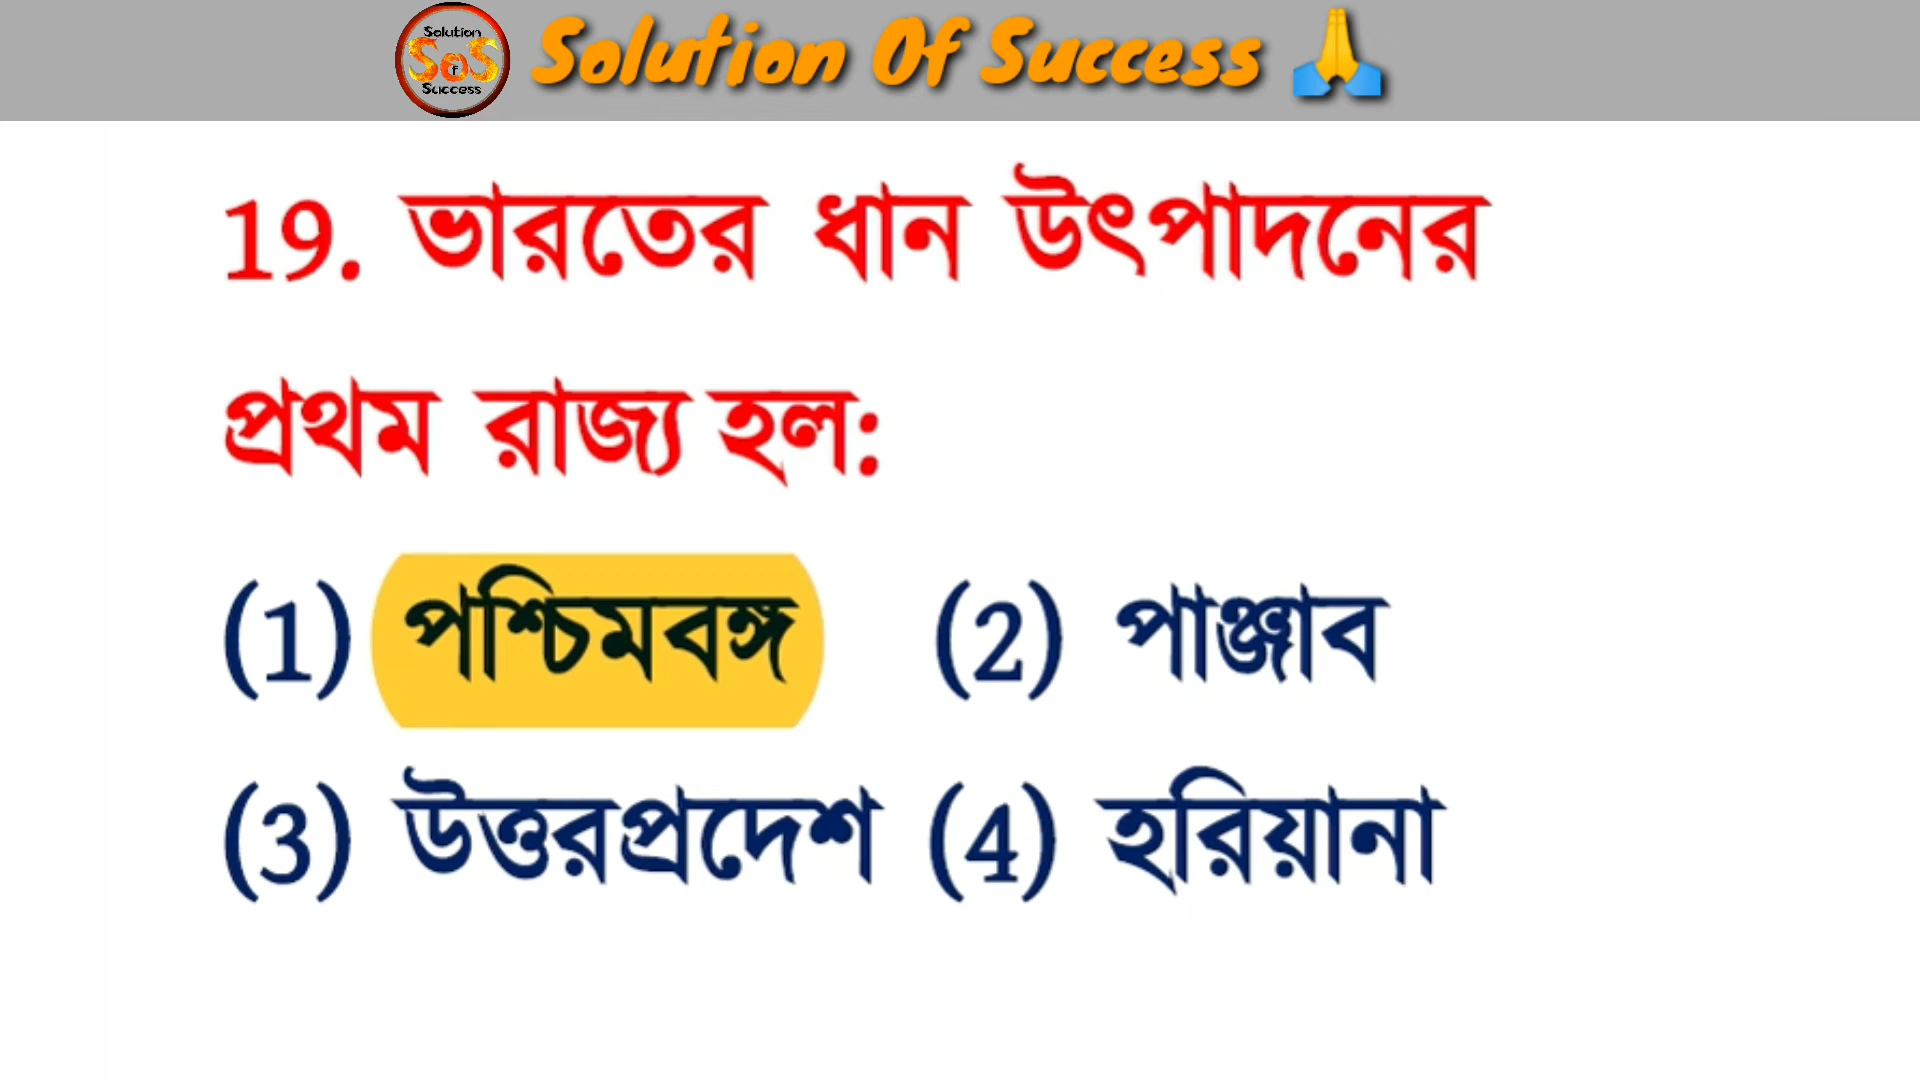 Solution
SoS
f
Success
Solution Of Success 🙏
19. ভারতের ধান উৎপাদনের
প্রথম রাজ্য হল:
(1) পশ্চিমবঙ্গ (2) পাঞ্জাব
(3) উত্তরপ্রদেশ (4) হরিয়ানা